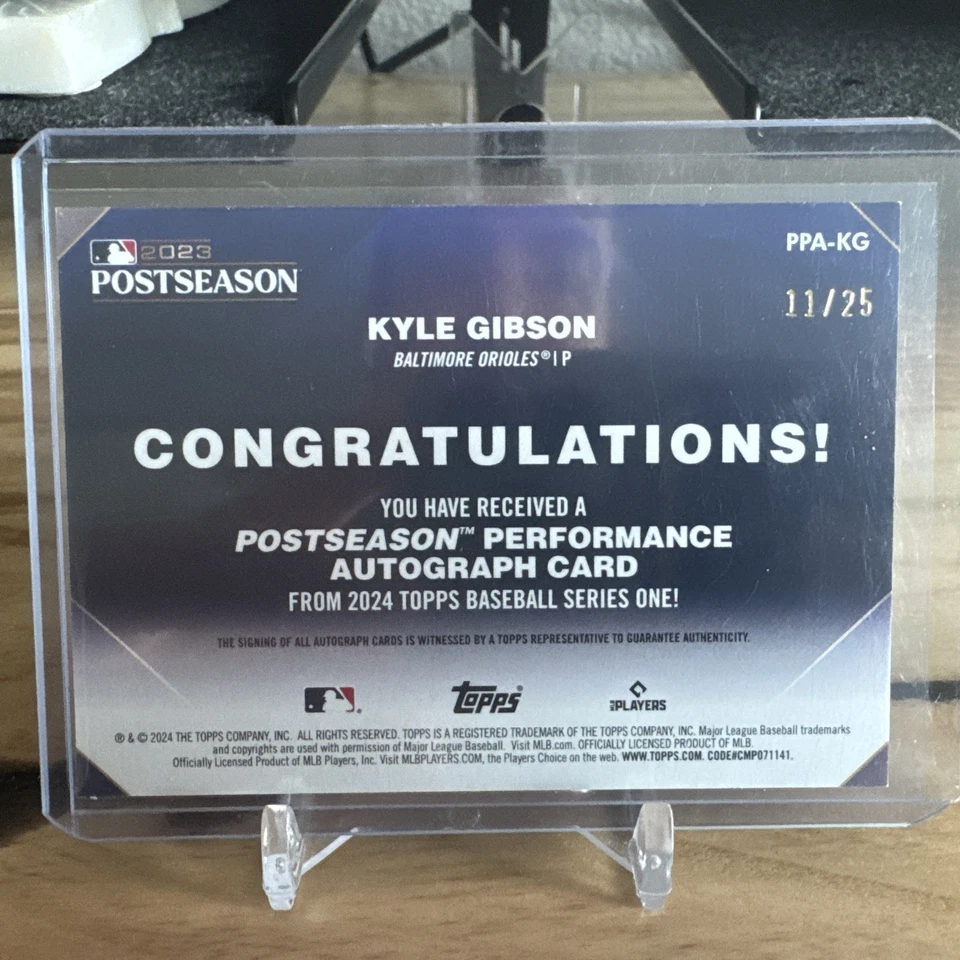 2023
POSTSEASON
PPA-KG
11/25
KYLE GIBSON
BALTIMORE ORIOLES® | P
CONGRATULATIONS!
YOU HAVE RECEIVED A
POSTSEASON™ PERFORMANCE
AUTOGRAPH CARD
FROM 2024 TOPPS BASEBALL SERIES ONE!
THE SIGNING OF ALL AUTOGRAPH CARDS IS WITNESSED BY A TOPPS REPRESENTATIVE TO GUARANTEE AUTHENTICITY.
topps®
PLAYERS
® & © 2024 THE TOPPS COMPANY, INC. ALL RIGHTS RESERVED. TOPPS IS A REGISTERED TRADEMARK OF THE TOPPS COMPANY, INC. Major League Baseball trademarks
and copyrights are used with permission of Major League Baseball. Visit MLB.com. OFFICIALLY LICENSED PRODUCT OF MLB.
Officially Licensed Product of MLB Players, Inc. Visit MLBPLAYERS.COM, the Players Choice on the web. WWW.TOPPS.COM. CODE#CMP071141.